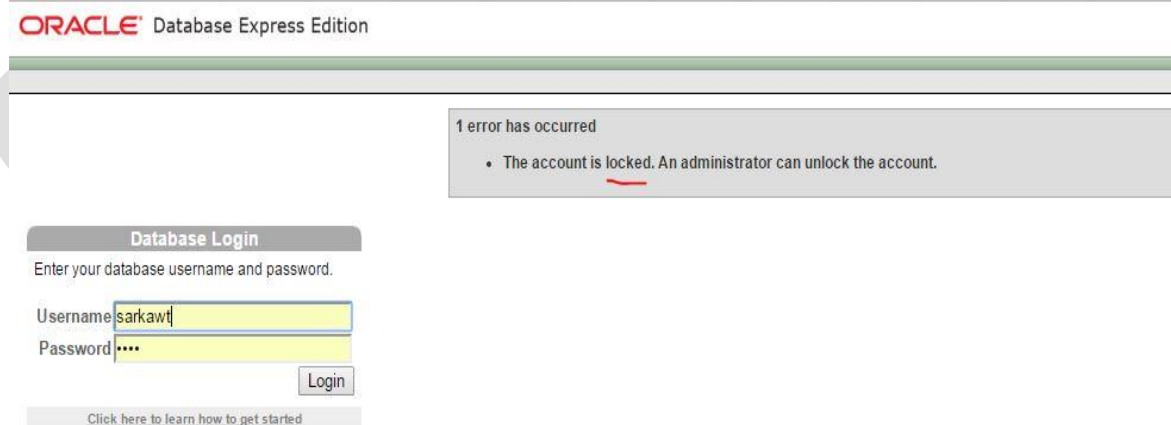 ORACLE Database Express Edition
1 error has occurred
• The account is locked. An administrator can unlock the account.
Database Login
Enter your database username and password.
Username sarkawt
Password ••••
Login
Click here to learn how to get started